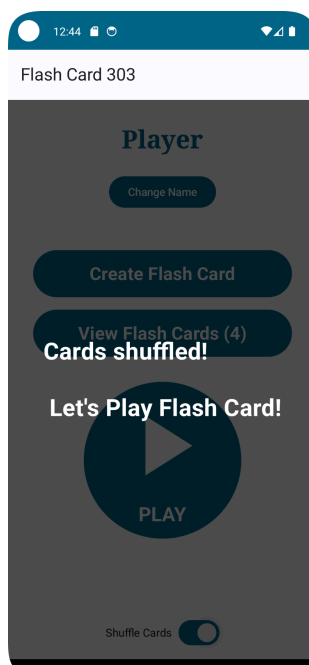 12:44
Flash Card 303
Player
Change Name
Create Flash Card
View Flash Cards (4)
Cards shuffled!
Let's Play Flash Card!
PLAY
Shuffle Cards